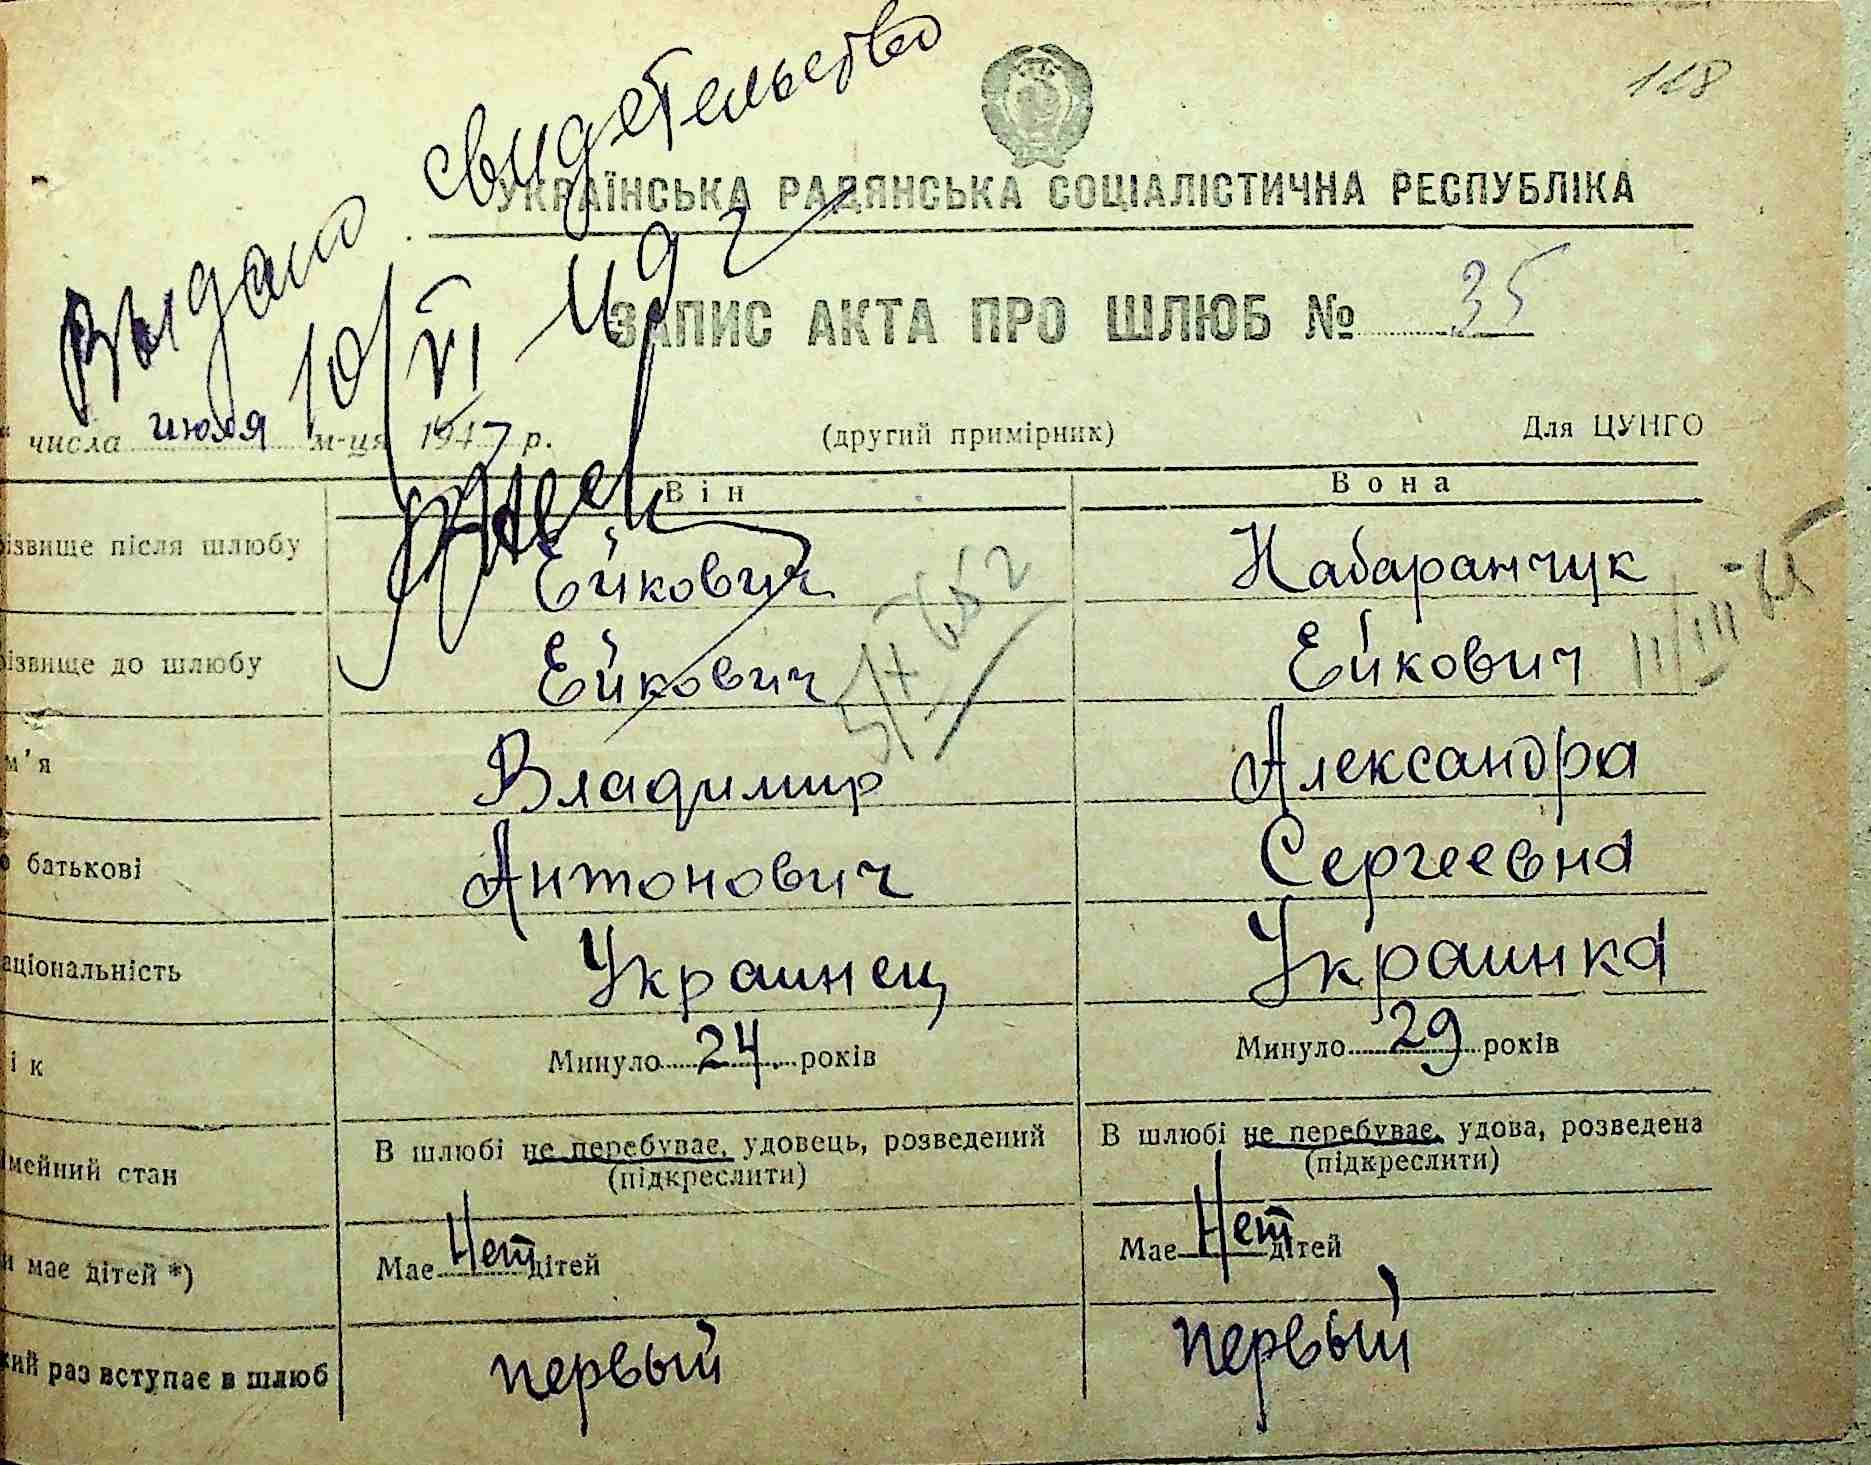 118
Выдано свидетельство
10/VI 49 г
УКРАЇНСЬКА РАДЯНСЬКА СОЦІАЛІСТИЧНА РЕСПУБЛІКА
ЗАПИС АКТА ПРО ШЛЮБ № 35
числа июля м-ця 1947 р. (другий примірник) Для ЦУНГО
Він Вона
ізвище після шлюбу Ейкович Набаранчук
ізвище до шлюбу Ейкович Ейкович
м'я Владимир Александра
о батькові Антонович Сергеевна
аціональність Украинец Украинка
ік Минуло 24 років Минуло 29 років
імейний стан В шлюбі не перебуває, удовець, розведений В шлюбі не перебуває, удова, розведена
(підкреслити) (підкреслити)
и має дітей *) Має Нет дітей Має Нет дітей
кий раз вступає в шлюб первый первый